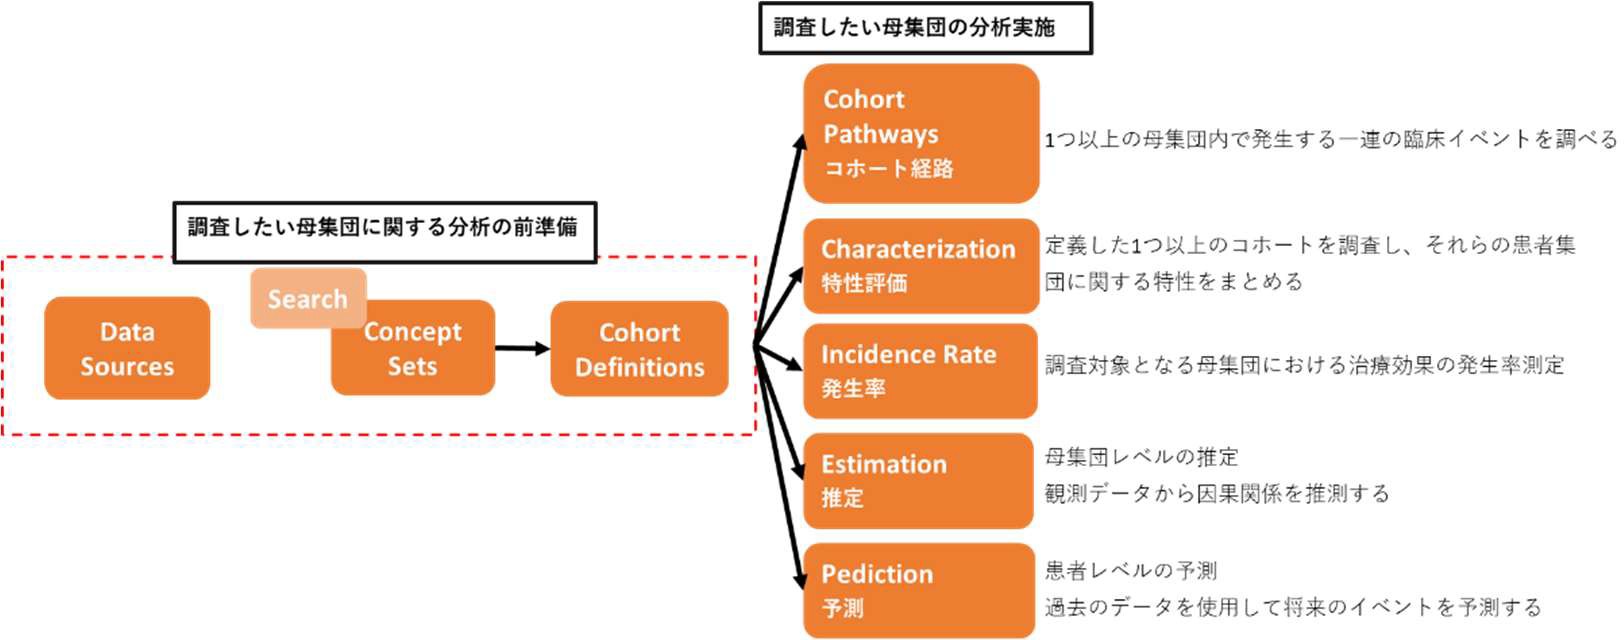 調査したい母集団の分析実施
調査したい母集団に関する分析の前準備
Data
Sources
Search
Concept
Sets
Cohort
Definitions
Cohort
Pathways
コホート経路
1つ以上の母集団内で発生する一連の臨床イベントを調べる
Characterization
特性評価
定義した1つ以上のコホートを調査し、それらの患者集
団に関する特性をまとめる
Incidence Rate
発生率
調査対象となる母集団における治療効果の発生率測定
Estimation
推定
母集団レベルの推定
観測データから因果関係を推測する
Pediction
予測
患者レベルの予測
過去のデータを使用して将来のイベントを予測する